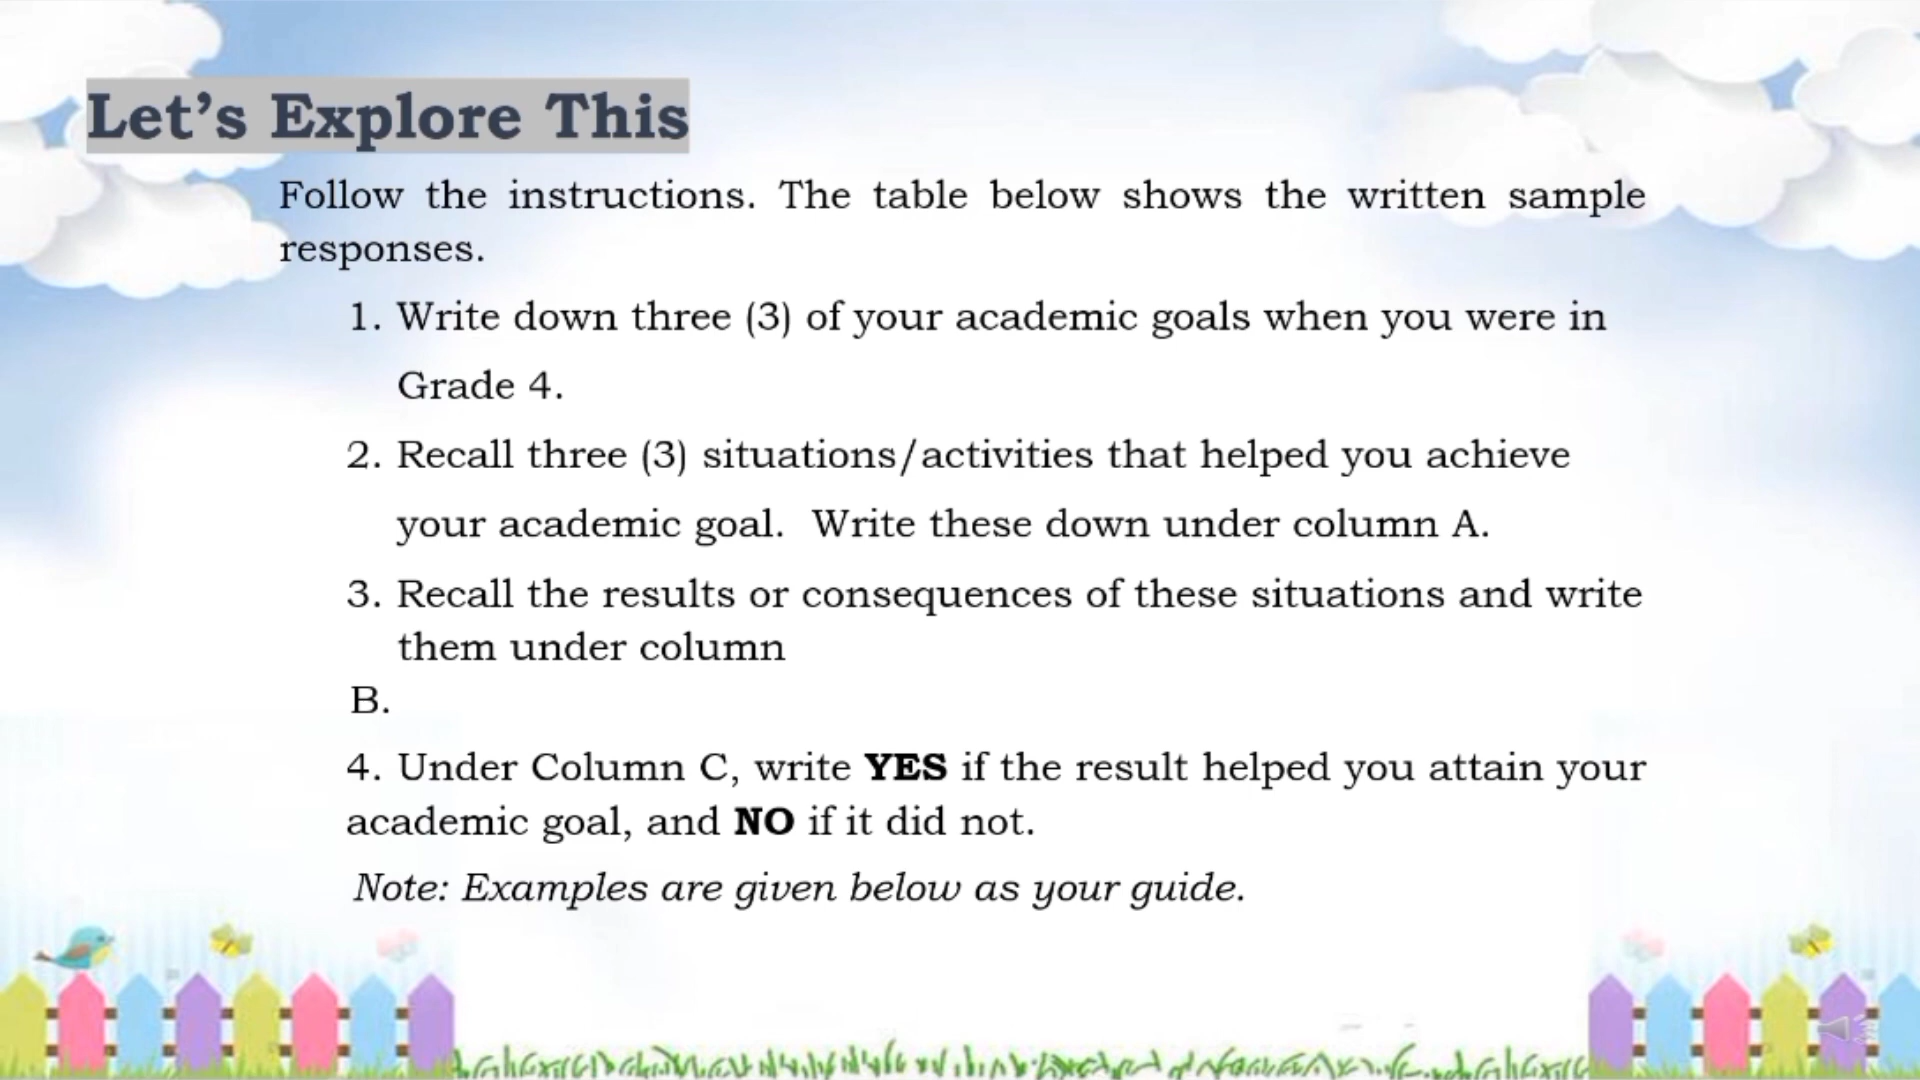 Let’s Explore This
Follow the instructions. The table below shows the written sample
responses.
1. Write down three (3) of your academic goals when you were in
Grade 4.
2. Recall three (3) situations/activities that helped you achieve
your academic goal.  Write these down under column A.
3. Recall the results or consequences of these situations and write
them under column
B.
4. Under Column C, write YES if the result helped you attain your
academic goal, and NO if it did not.
Note: Examples are given below as your guide.